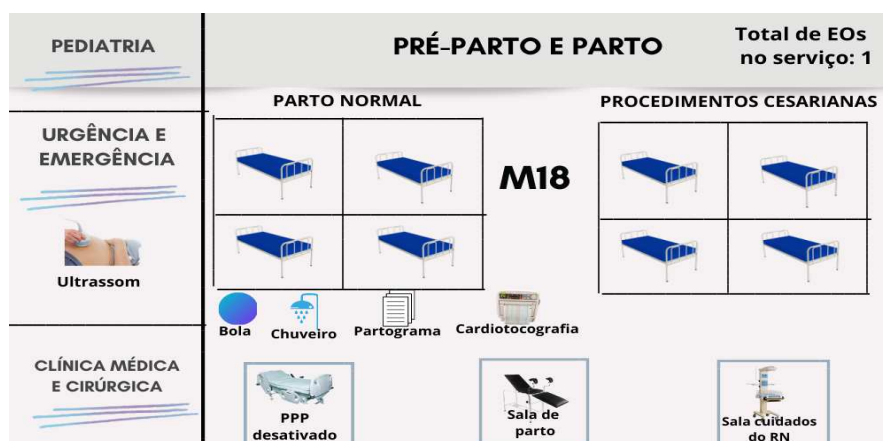 PEDIATRIA
URGÊNCIA E
EMERGÊNCIA
Ultrassom
CLÍNICA MÉDICA
E CIRÚRGICA
PRÉ-PARTO E PARTO
Total de EOs
no serviço: 1
PARTO NORMAL
PROCEDIMENTOS CESARIANAS
M18
Bola
Chuveiro
Partograma
Cardiotocografia
PPP
desativado
Sala de
parto
Sala cuidados
do RN